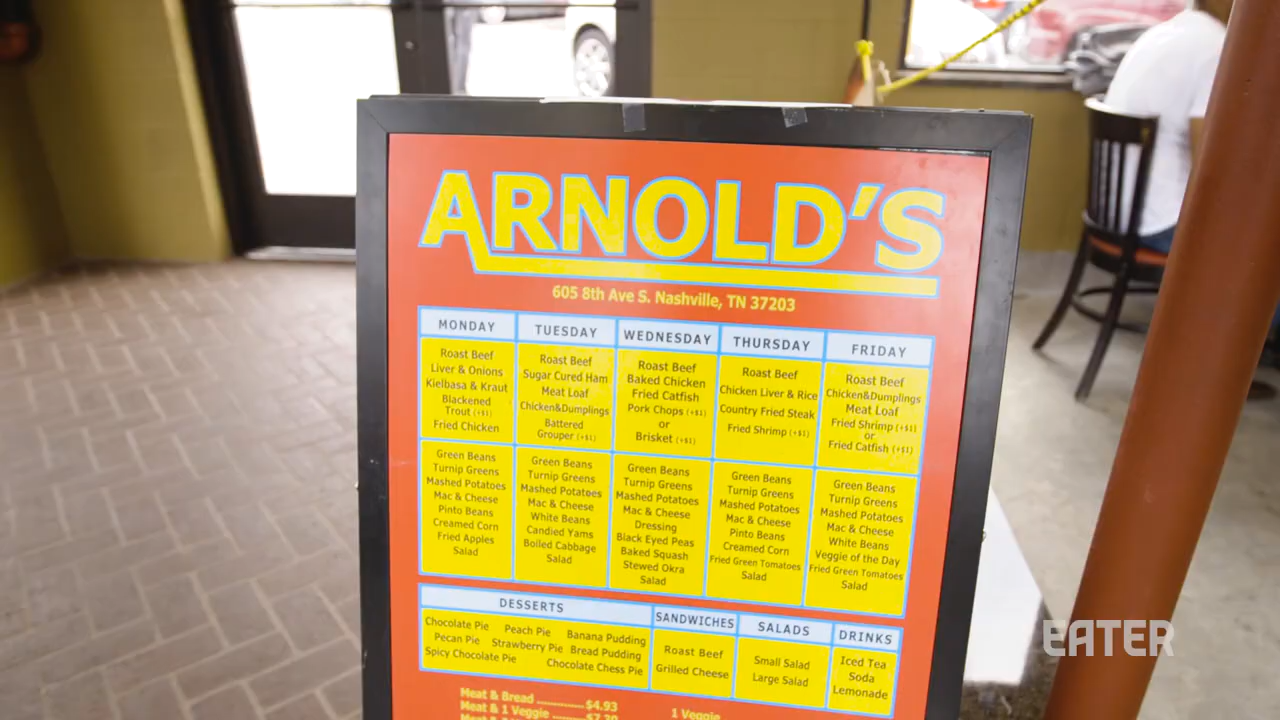 ARNOLD'S
605 8th Ave S. Nashville, TN 37203
MONDAY
Roast Beef
Liver & Onions
Kielbasa & Kraut
Blackened
Trout (+$1)
Fried Chicken
Green Beans
Turnip Greens
Mashed Potatoes
Mac & Cheese
Pinto Beans
Creamed Corn
Fried Apples
Salad
TUESDAY
Roast Beef
Sugar Cured Ham
Meat Loaf
Chicken&Dumplings
Battered
Grouper (+$1)
Green Beans
Turnip Greens
Mashed Potatoes
Mac & Cheese
White Beans
Candied Yams
Boiled Cabbage
Salad
WEDNESDAY
Roast Beef
Baked Chicken
Fried Catfish
Pork Chops (+$1)
or
Brisket (+$1)
Green Beans
Turnip Greens
Mashed Potatoes
Mac & Cheese
Dressing
Black Eyed Peas
Baked Squash
Stewed Okra
Salad
THURSDAY
Roast Beef
Chicken Liver & Rice
Country Fried Steak
Fried Shrimp (+$1)
Green Beans
Turnip Greens
Mashed Potatoes
Mac & Cheese
Pinto Beans
Creamed Corn
Fried Green Tomatoes
Salad
FRIDAY
Roast Beef
Chicken&Dumplings
Meat Loaf
Fried Shrimp (+$1)
or
Fried Catfish (+$1)
Green Beans
Turnip Greens
Mashed Potatoes
Mac & Cheese
White Beans
Veggie of the Day
Fried Green Tomatoes
Salad
DESSERTS
Chocolate Pie Peach Pie Banana Pudding
Pecan Pie Strawberry Pie Bread Pudding
Spicy Chocolate Pie Chocolate Chess Pie
SANDWICHES
Roast Beef
Grilled Cheese
SALADS
Small Salad
Large Salad
DRINKS
Iced Tea
Soda
Lemonade
Meat & Bread ............ $4.93
Meat & 1 Veggie ........ $7.20
1 Veggie
EATER